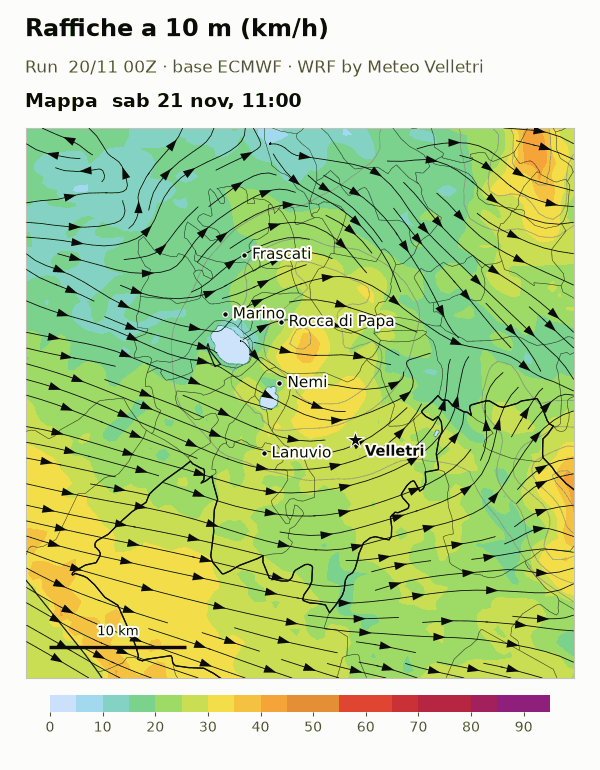 Raffiche a 10 m (km/h)
Run 20/11 00Z · base ECMWF · WRF by Meteo Velletri
Mappa sab 21 nov, 11:00
Frascati
Marino
Rocca di Papa
Nemi
Velletri
Lanuvio
10 km
0 10 20 30 40 50 60 70 80 90